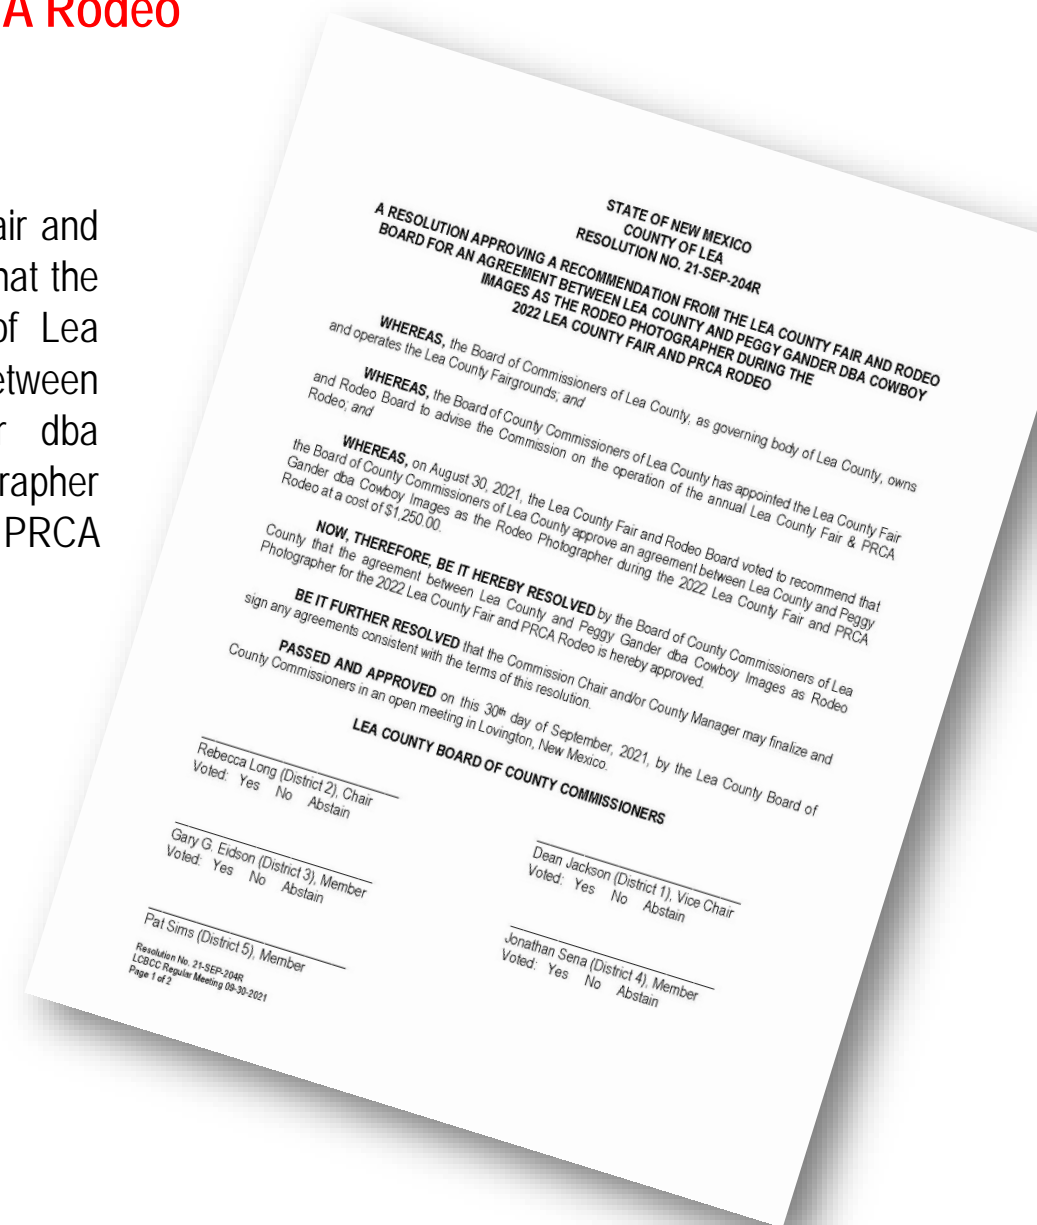 A Rodeo
air and
hat the
of Lea
etween
r dba
rapher
PRCA
STATE OF NEW MEXICO
COUNTY OF LEA
RESOLUTION NO. 21-SEP-204R
A RESOLUTION APPROVING A RECOMMENDATION FROM THE LEA COUNTY FAIR AND RODEO
BOARD FOR AN AGREEMENT BETWEEN LEA COUNTY AND PEGGY GANDER DBA COWBOY
IMAGES AS THE RODEO PHOTOGRAPHER DURING THE
2022 LEA COUNTY FAIR AND PRCA RODEO
WHEREAS, the Board of Commissioners of Lea County, as governing body of Lea County, owns
and operates the Lea County Fairgrounds; and
WHEREAS, the Board of County Commissioners of Lea County has appointed the Lea County Fair
and Rodeo Board to advise the Commission on the operation of the annual Lea County Fair & PRCA
Rodeo; and
WHEREAS, on August 30, 2021, the Lea County Fair and Rodeo Board voted to recommend that
the Board of County Commissioners of Lea County approve an agreement between Lea County and Peggy
Gander dba Cowboy Images as the Rodeo Photographer during the 2022 Lea County Fair and PRCA
Rodeo at a cost of $1,250.00.
NOW, THEREFORE, BE IT HEREBY RESOLVED by the Board of County Commissioners of Lea
County that the agreement between Lea County and Peggy Gander dba Cowboy Images as Rodeo
Photographer for the 2022 Lea County Fair and PRCA Rodeo is hereby approved.
BE IT FURTHER RESOLVED that the Commission Chair and/or County Manager may finalize and
sign any agreements consistent with the terms of this resolution.
PASSED AND APPROVED on this 30th day of September, 2021, by the Lea County Board of
County Commissioners in an open meeting in Lovington, New Mexico.
LEA COUNTY BOARD OF COUNTY COMMISSIONERS
Rebecca Long (District 2), Chair
Voted: Yes No Abstain
Dean Jackson (District 1), Vice Chair
Voted: Yes No Abstain
Gary G. Eidson (District 3), Member
Voted: Yes No Abstain
Jonathan Sena (District 4), Member
Voted: Yes No Abstain
Pat Sims (District 5), Member
Resolution No. 21-SEP-204R
LCBCC Regular Meeting 09-30-2021
Page 1 of 2